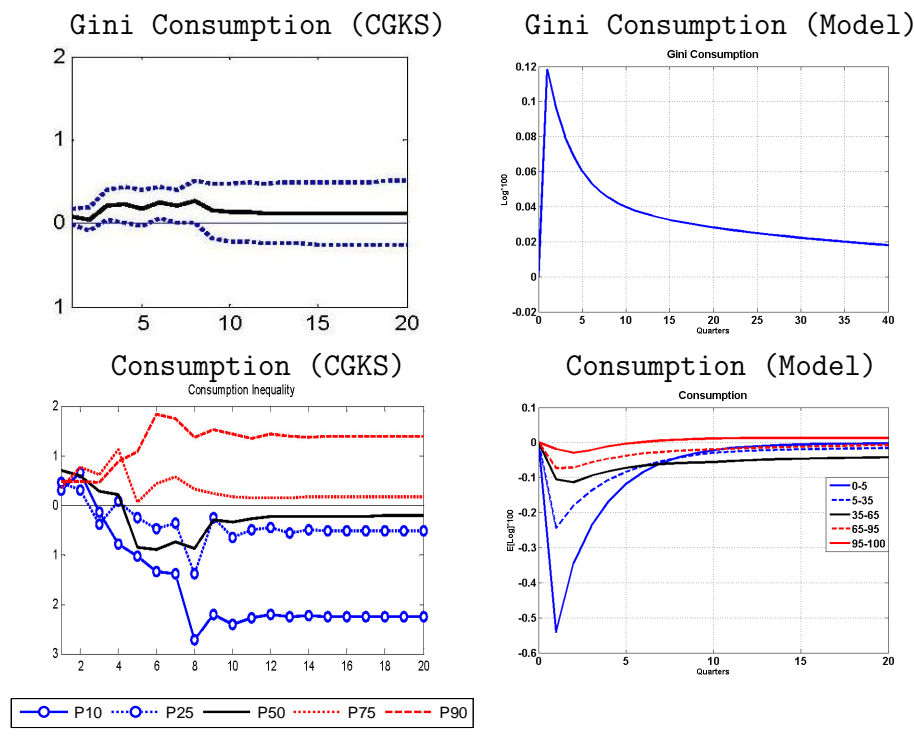 Gini Consumption (CGKS)
2
1
0
1
5
10
15
20
Gini Consumption (Model)
Gini Consumption
0.12
0.1
0.08
0.06
0.04
0.02
0
-0.02
Log*100
0 5 10 15 20 25 30 35 40
Quarters
Consumption (CGKS)
Consumption Inequality
2
1
0
1
2
3
2 4 6 8 10 12 14 16 18 20
P10 P25 P50 P75 P90
Consumption (Model)
Consumption
0.1
0
-0.1
-0.2
-0.3
-0.4
-0.5
-0.6
E[Log]*100
0-5
5-35
35-65
65-95
95-100
0 5 10 15 20
Quarters